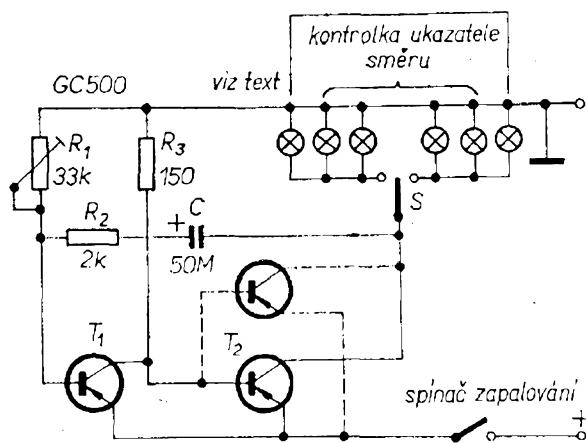 kontrolka ukazatele
směru
GC500
viz text
R1
33k
R3
150
R2
2k
+
C
50M
S
T1
T2
spínač zapalování
+